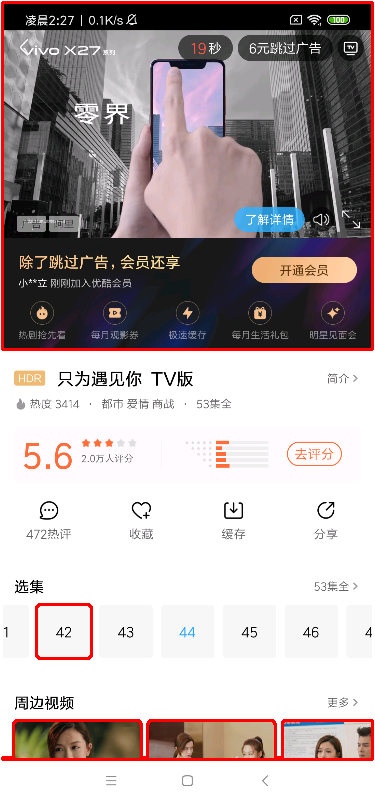 凌晨2:27 | 0.1K/s 100
vivo X27 系列 19 秒 6元跳过广告 TV
零界
广告 阿里 了解详情
除了跳过广告，会员还享
小**立 刚刚加入优酷会员 开通会员
热剧抢先看 每月观影券 极速缓存 每月生活礼包 明星见面会
HDR 只为遇见你 TV版 简介 >
热度 3414 · 都市 爱情 商战 · 53集全
5.6 2.0万人评分 去评分
472热评 收藏 缓存 分享
选集 53集全 >
1 42 43 44 45 46 4
周边视频 更多 >